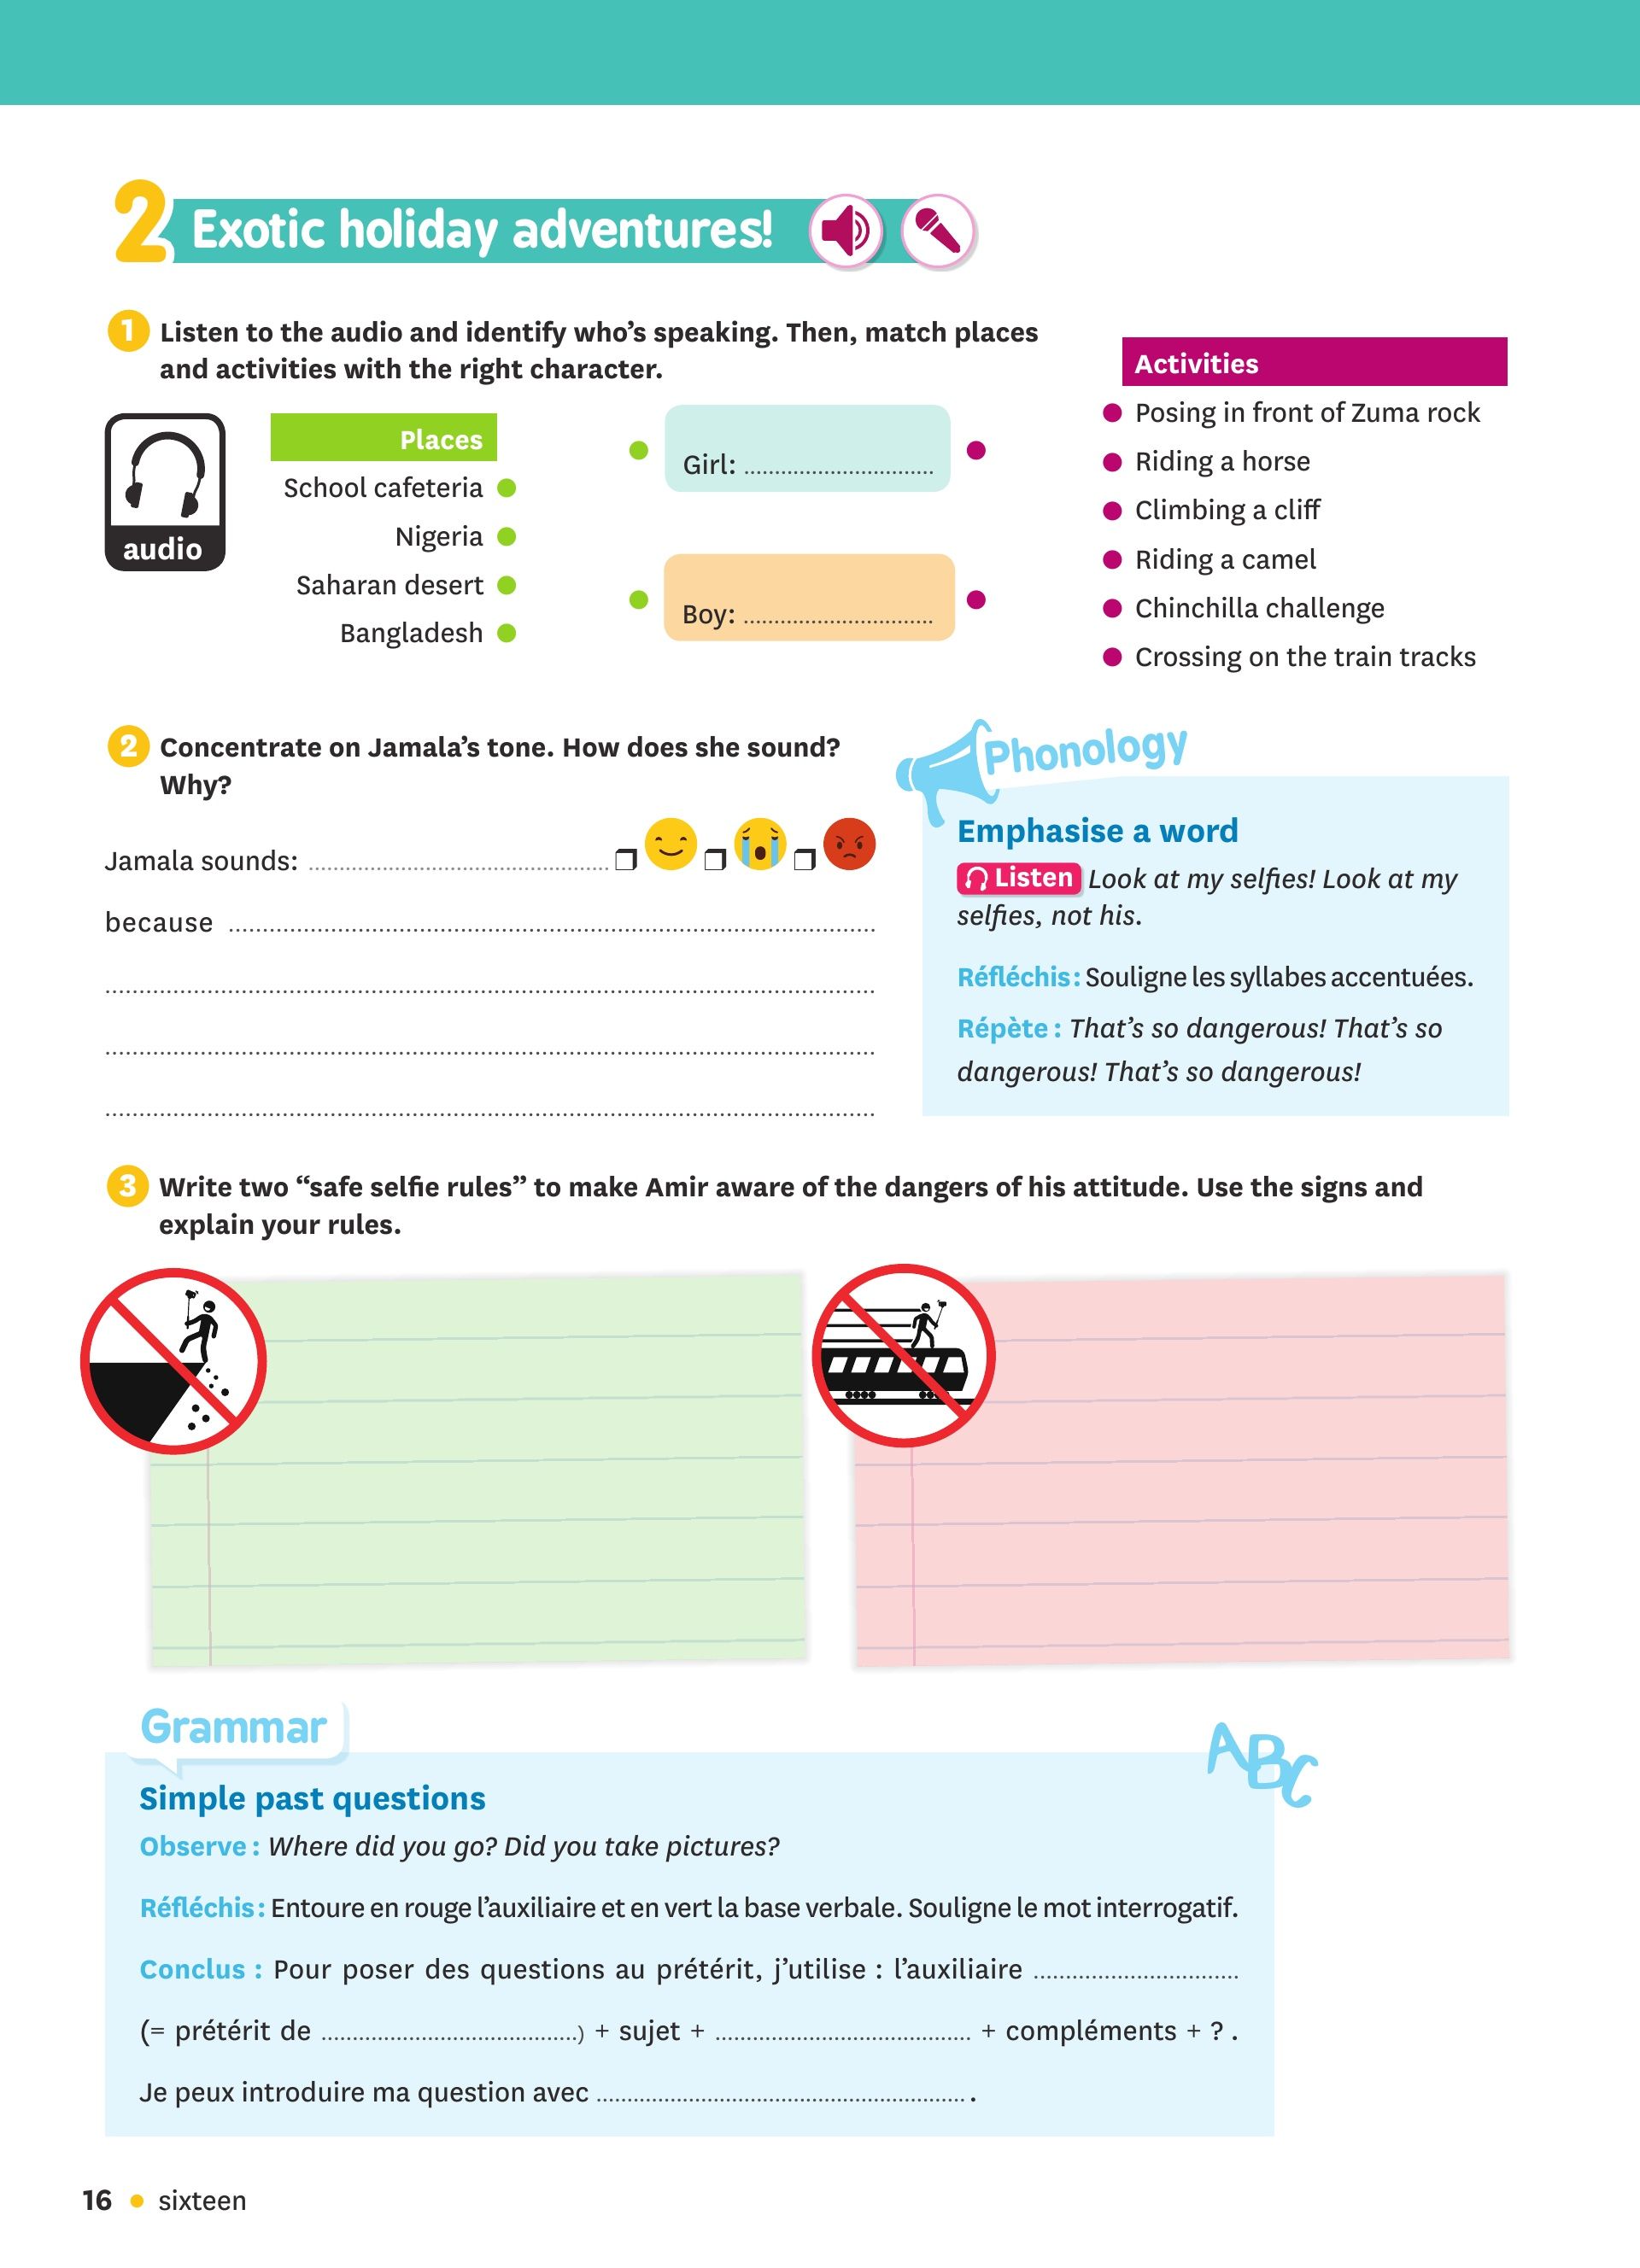 2 Exotic holiday adventures!
1 Listen to the audio and identify who's speaking. Then, match places
and activities with the right character.
audio
Places
School cafeteria
Nigeria
Saharan desert
Bangladesh
Girl: ...............................
Boy: ...............................
Activities
Posing in front of Zuma rock
Riding a horse
Climbing a cliff
Riding a camel
Chinchilla challenge
Crossing on the train tracks
2 Concentrate on Jamala's tone. How does she sound?
Why?
Jamala sounds: ...............................
because ...............................
Phonology
Emphasise a word
Listen Look at my selfies! Look at my
selfies, not his.
Réfléchis : Souligne les syllabes accentuées.
Répète : That's so dangerous! That's so
dangerous! That's so dangerous!
3 Write two “safe selfie rules” to make Amir aware of the dangers of his attitude. Use the signs and
explain your rules.
Grammar
ABC
Simple past questions
Observe : Where did you go? Did you take pictures?
Réfléchis : Entoure en rouge l'auxiliaire et en vert la base verbale. Souligne le mot interrogatif.
Conclus : Pour poser des questions au prétérit, j'utilise : l'auxiliaire ...............................
(= prétérit de ...............................) + sujet + ............................... + compléments + ? .
Je peux introduire ma question avec ............................... .
16 • sixteen